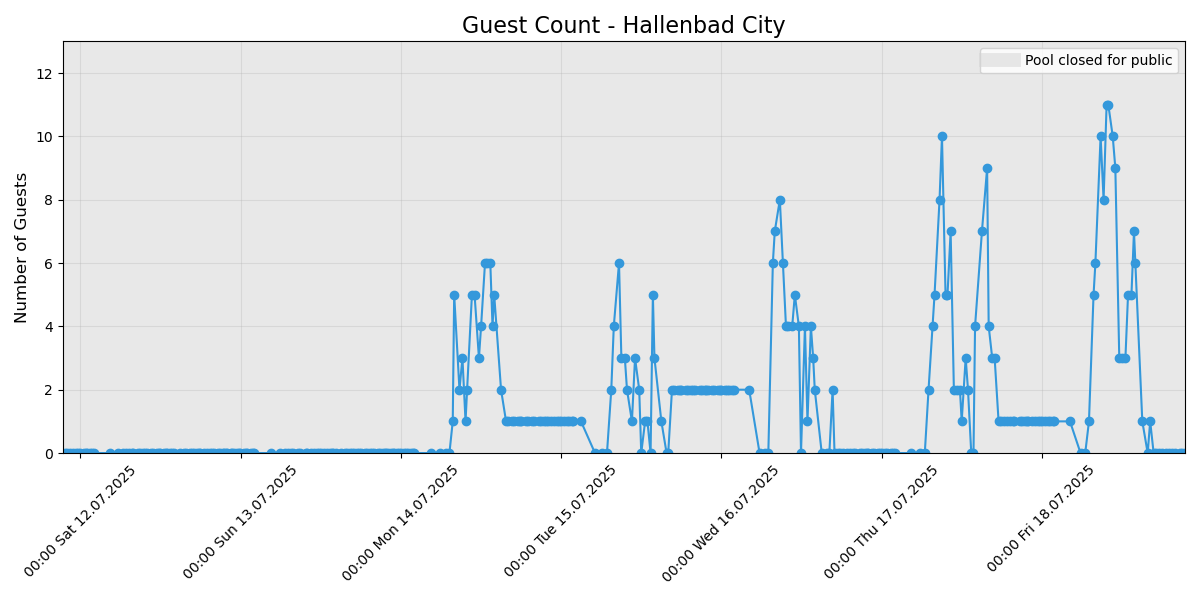 Guest Count - Hallenbad City
Pool closed for public
Number of Guests
12
10
8
6
4
2
0
00:00 Sat 12.07.2025
00:00 Sun 13.07.2025
00:00 Mon 14.07.2025
00:00 Tue 15.07.2025
00:00 Wed 16.07.2025
00:00 Thu 17.07.2025
00:00 Fri 18.07.2025